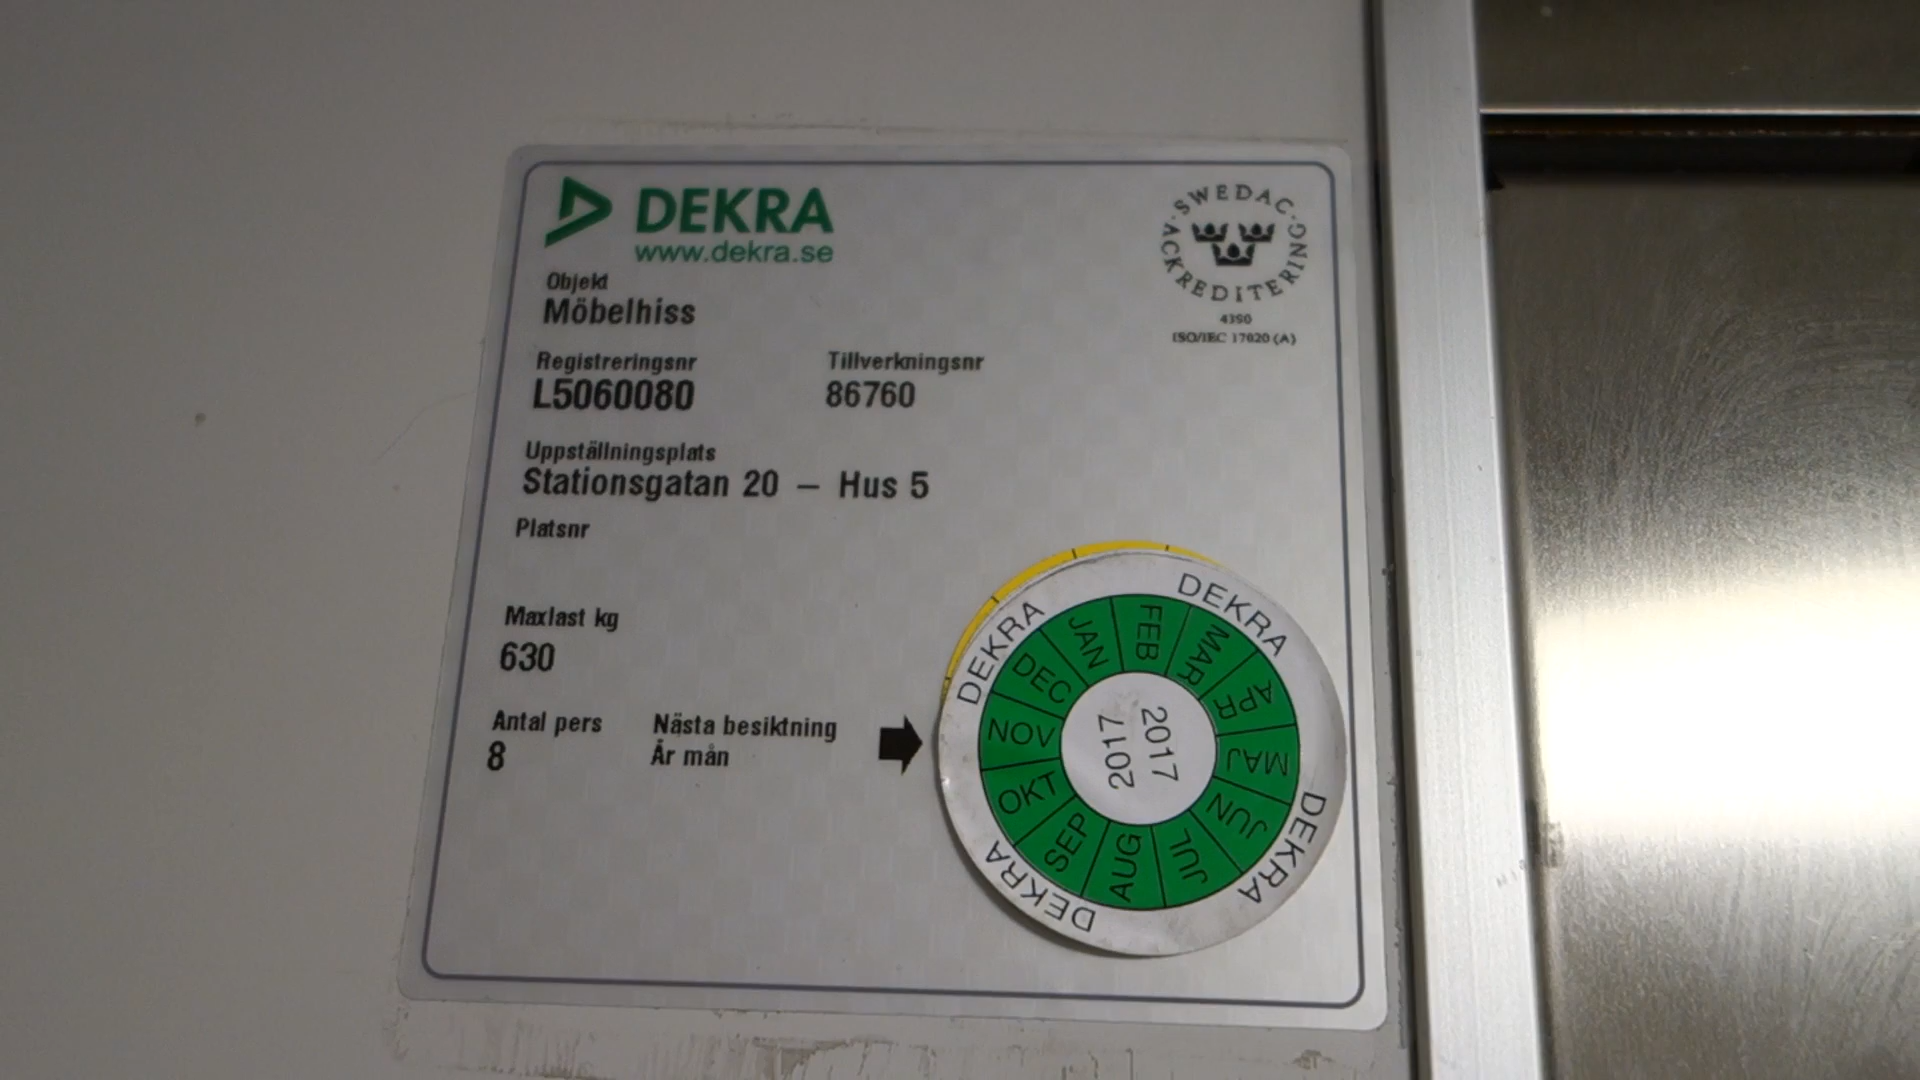 DEKRA
www.dekra.se
SWEDAC
ACKREDITERING
4350
ISO/IEC 17020 (A)
Objekt
Möbelhiss
Registreringsnr
L5060080
Tillverkningsnr
86760
Uppställningsplats
Stationsgatan 20 – Hus 5
Platsnr
Maxlast kg
630
Antal pers
8
Nästa besiktning
År mån
DEKRA
DEKRA
DEKRA
DEKRA
JAN
FEB
MAR
APR
MAJ
JUN
JUL
AUG
SEP
OKT
NOV
DEC
2017
2017